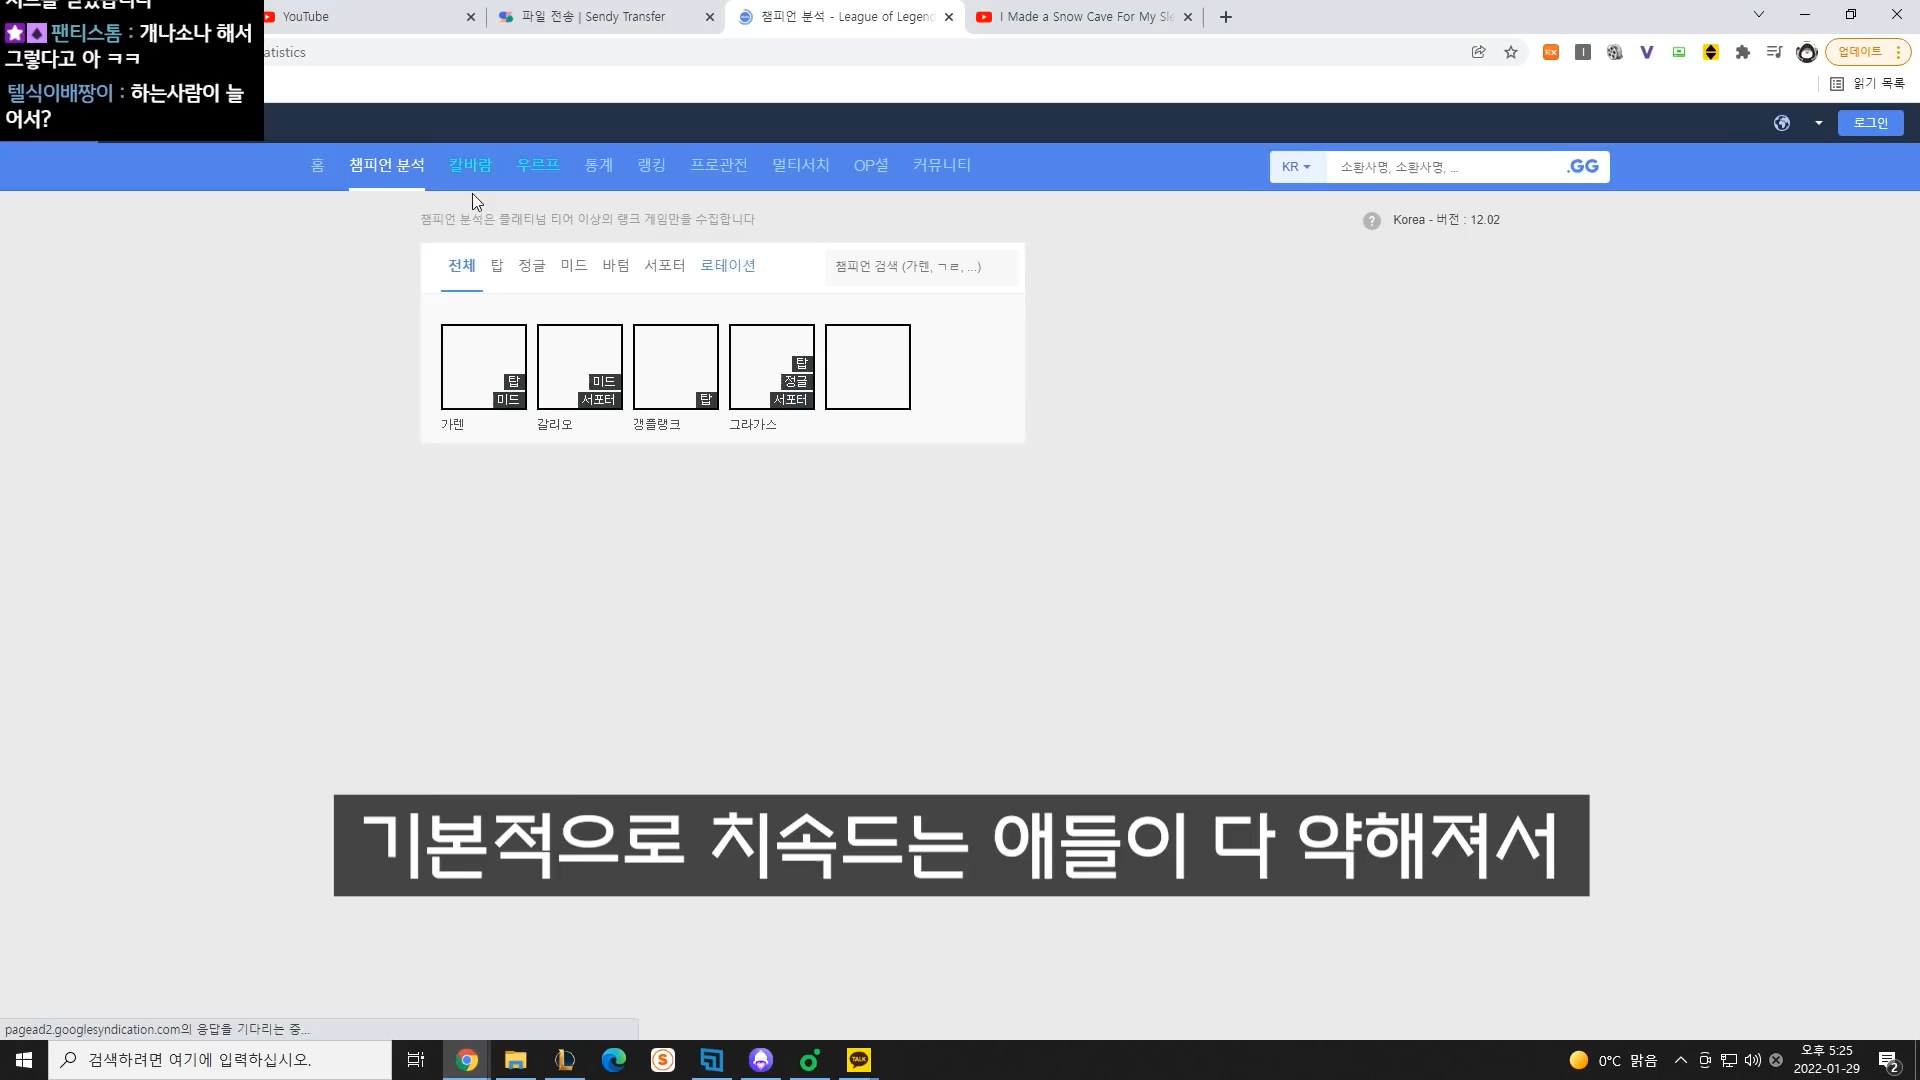 팬티스톰 : 개나소나 해서
그렇다고 아 ㅋㅋ
텔식이배짱이 : 하는사람이 늘
어서?
YouTube
파일 전송 | Sendy Transfer
챔피언 분석 - League of Legend
I Made a Snow Cave For My Sle
atistics
업데이트
읽기 목록
로그인
홈 챔피언 분석 칼바람 우르프 통계 랭킹 프로관전 멀티서치 OP셜 커뮤니티
KR 소환사명, 소환사명, ... .GG
챔피언 분석은 플래티넘 티어 이상의 랭크 게임만을 수집합니다
? Korea - 버전 : 12.02
전체 탑 정글 미드 바텀 서포터 로테이션
챔피언 검색 (가렌, ㄱㄹ, ...)
탑
미드
가렌
미드
서포터
갈리오
탑
갱플랭크
탑
정글
서포터
그라가스
기본적으로 치속드는 애들이 다 약해져서
pagead2.googlesyndication.com의 응답을 기다리는 중...
검색하려면 여기에 입력하십시오.
TALK
0°C 맑음
오후 5:25
2022-01-29
2